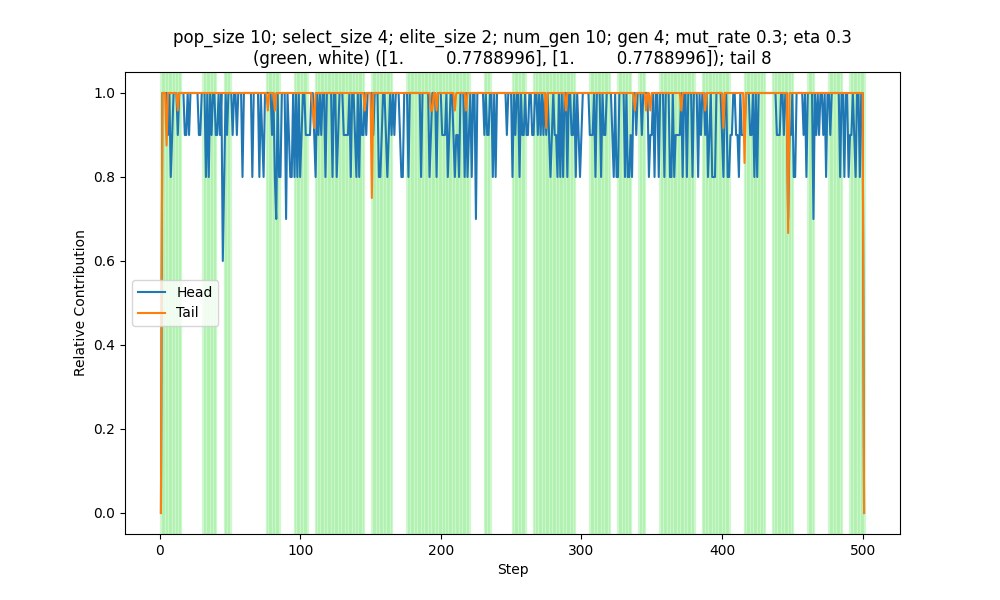 pop_size 10; select_size 4; elite_size 2; num_gen 10; gen 4; mut_rate 0.3; eta 0.3
(green, white) ([1.        0.7788996], [1.        0.7788996]); tail 8
1.0
0.8
0.6
0.4
0.2
0.0
Relative Contribution
Head
Tail
0
100
200
300
400
500
Step